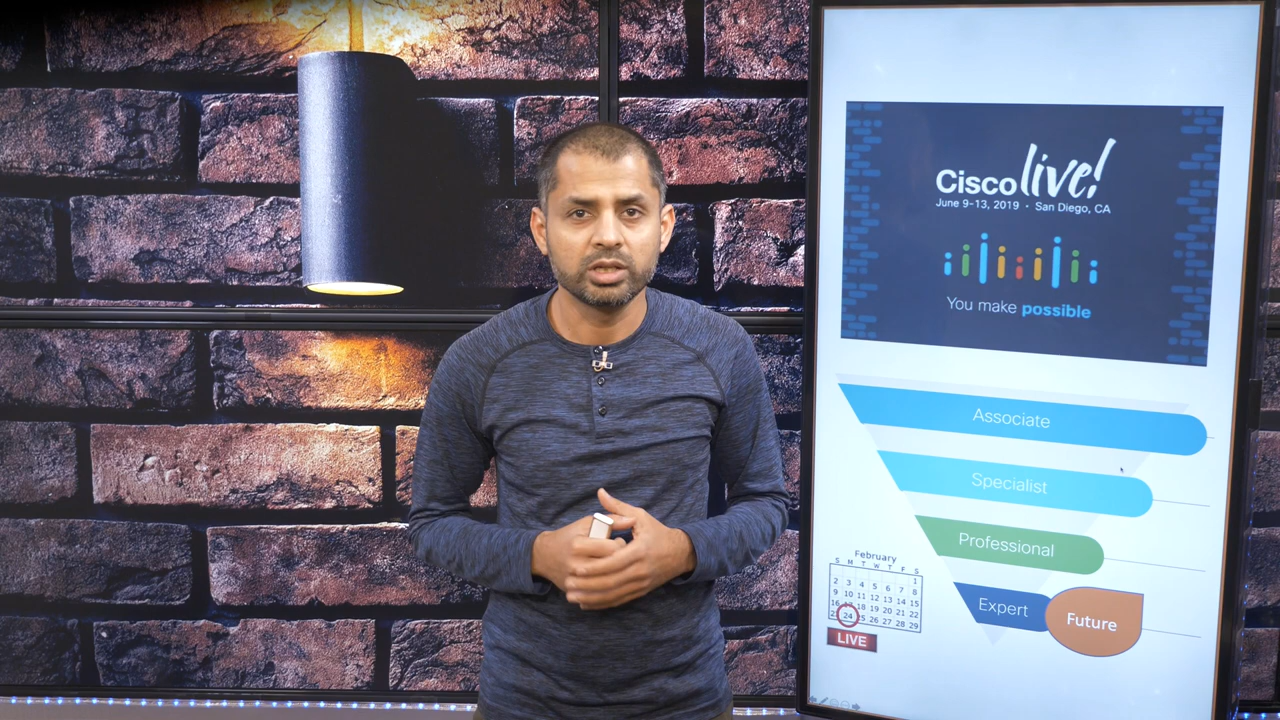 Cisco live!
June 9-13, 2019 · San Diego, CA
You make possible
Associate
Specialist
Professional
Expert
Future
February
S M T W T F S
1
2 3 4 5 6 7 8
9 10 11 12 13 14 15
16 18 19 20 21 22
24 25 26 27 28 29
LIVE